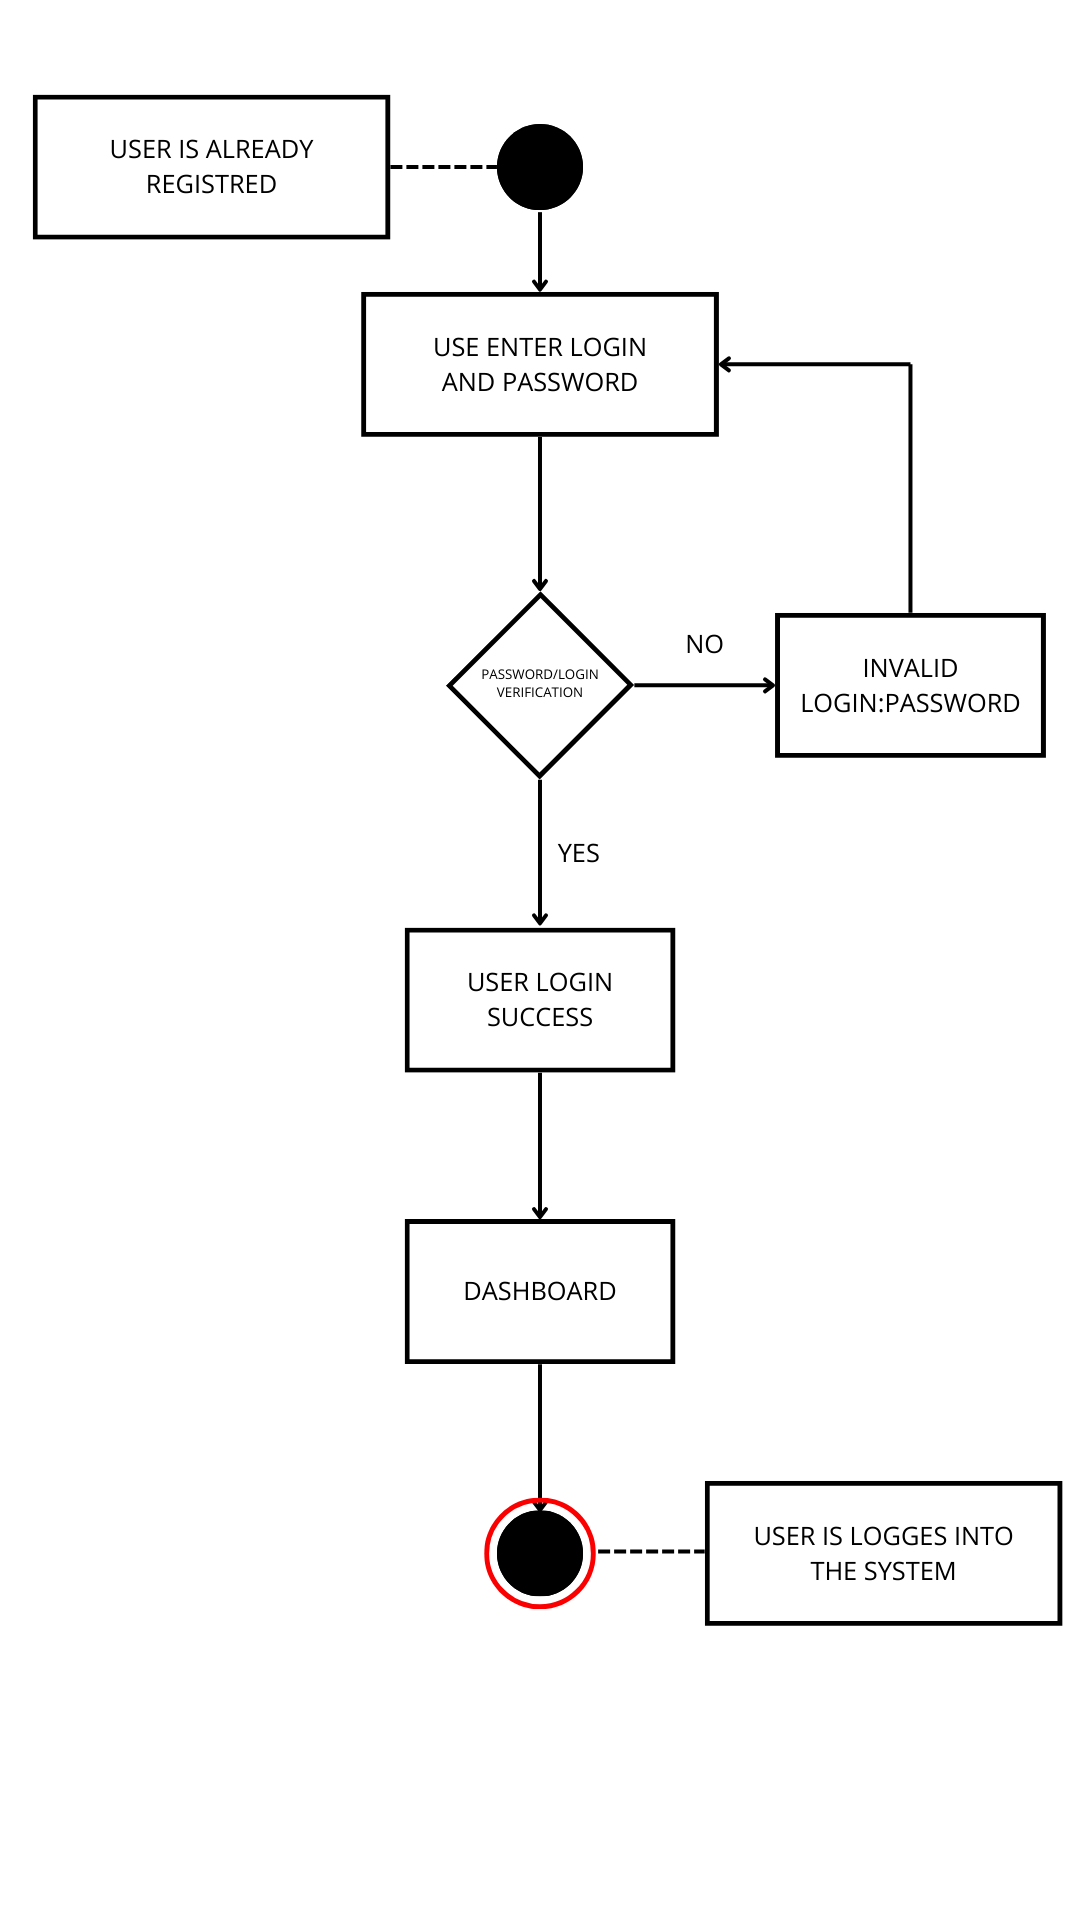 USER IS ALREADY
REGISTRED
USE ENTER LOGIN
AND PASSWORD
PASSWORD/LOGIN
VERIFICATION
NO
INVALID
LOGIN:PASSWORD
YES
USER LOGIN
SUCCESS
DASHBOARD
USER IS LOGGES INTO
THE SYSTEM